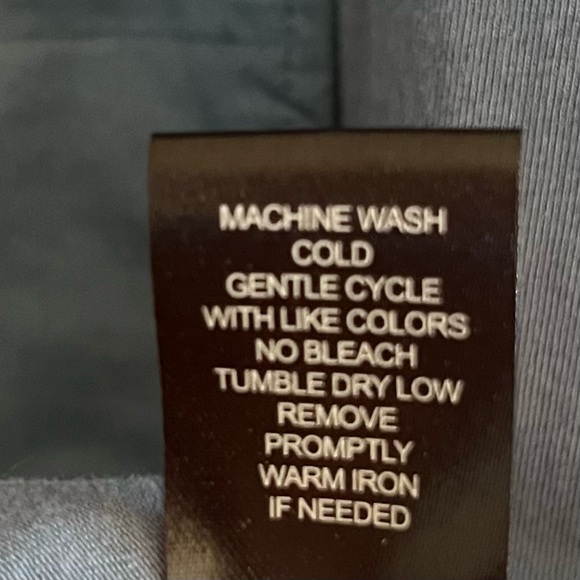 MACHINE WASH
COLD
GENTLE CYCLE
WITH LIKE COLORS
NO BLEACH
TUMBLE DRY LOW
REMOVE
PROMPTLY
WARM IRON
IF NEEDED